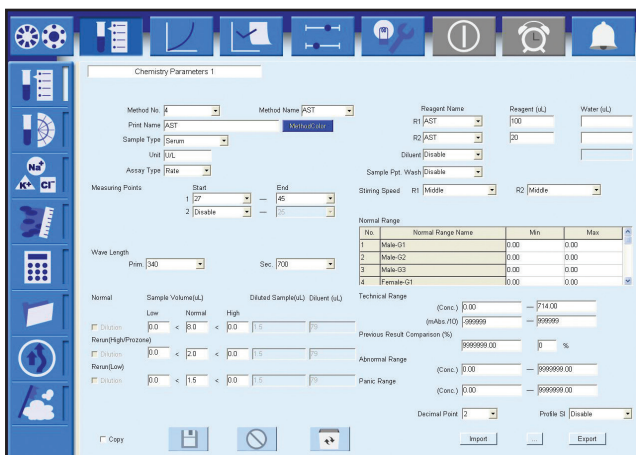 Chemistry Parameters 1
Method No. 4 Method Name AST
Print Name AST MethodColor
Sample Type Serum
Unit U/L
Assay Type Rate
Reagent Name Reagent (uL) Water (uL)
R1 AST 100
R2 AST 20
Diluent Disable
Sample Ppt. Wash Disable
Measuring Points Start End
1 27 — 45
2 Disable — 26
Stirring Speed R1 Middle R2 Middle
Na+
K+ Cl-
Normal Range
No. Normal Range Name Min Max
1 Male-G1 0.00 0.00
2 Male-G2 0.00 0.00
3 Male-G3 0.00 0.00
4 Female-G1 0.00 0.00
Wave Length
Prim. 340 Sec. 700
Normal Sample Volume(uL) Diluted Sample(uL) Diluent (uL)
Low Normal High
Dilution 0.0 < 8.0 < 0.0 1.5 79
Rerun(High/Prozone)
Dilution 0.0 < 2.0 < 0.0 1.5 79
Rerun(Low)
Dilution 0.0 < 1.5 < 0.0 1.5 79
Technical Range
(Conc.) 0.00 — 714.00
(mAbs./10) -999999 — 999999
Previous Result Comparison (%)
9999999.00 0 %
Abnormal Range
(Conc.) 0.00 — 9999999.00
Panic Range
(Conc.) 0.00 — 9999999.00
Decimal Point 2 Profile SI Disable
Copy Import ... Export